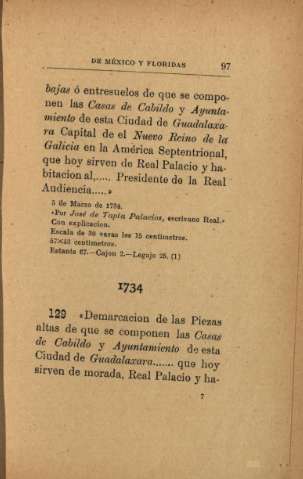 DE MÉXICO Y FLORIDAS 97
bajas ó entresuelos de que se compo-
nen las Casas de Cabildo y Ayunta-
miento de esta Ciudad de Guadalaxa-
ra Capital de el Nuevo Reino de la
Galicia en la América Septentrional,
que hoy sirven de Real Palacio y ha-
bitacion al,..... Presidente de la Real
Audiencia.....»
5 de Marzo de 1734.
«Por José de Tapia Palacios, escrivano Real.»
Con explicacion.
Escala de 30 varas les 15 centímetros.
57×43 centímetros.
Estante 67.—Cajon 2.—Legajo 25. (1)
1734
129 «Demarcacion de las Piezas
altas de que se componen las Casas
de Cabildo y Ayuntamiento de esta
Ciudad de Guadalaxara....... que hoy
sirven de morada, Real Palacio y ha-
7